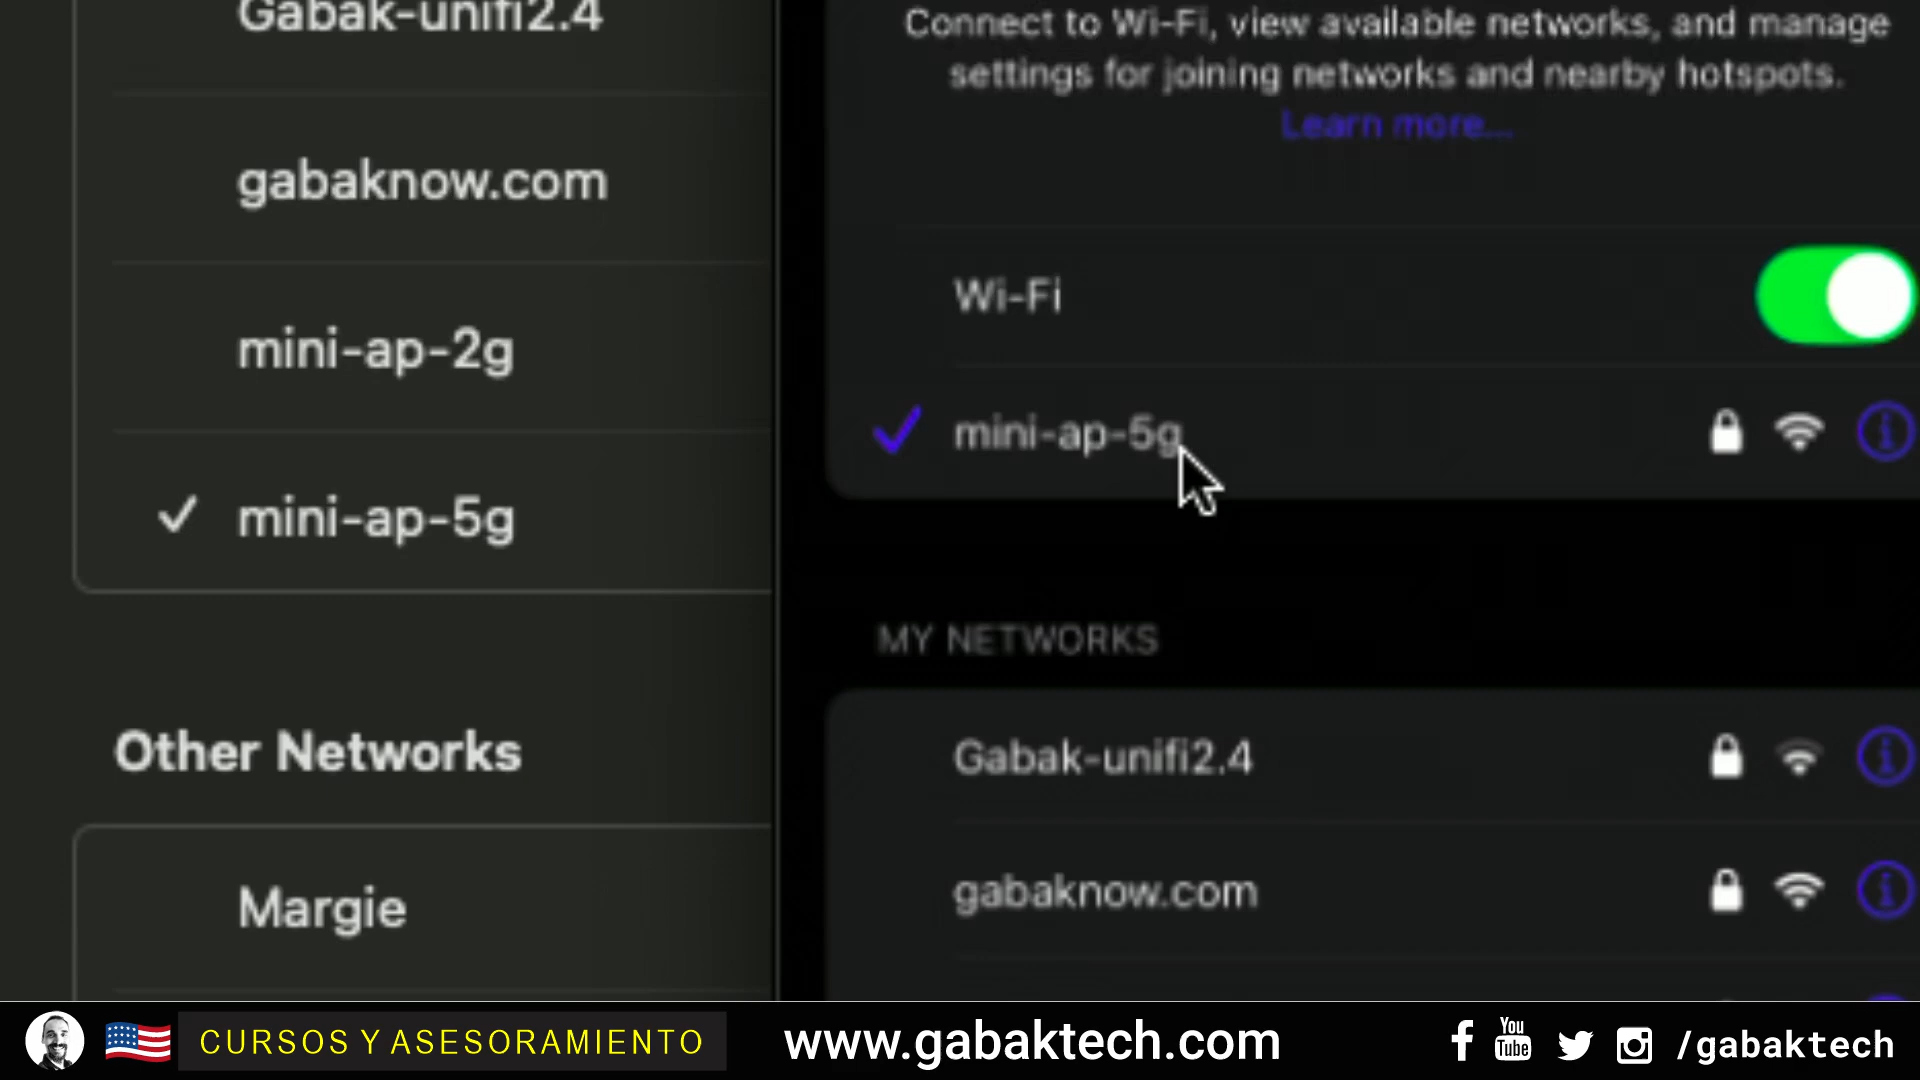 Gabak-unifi2.4
gabaknow.com
mini-ap-2g
mini-ap-5g
Other Networks
Margie
Connect to Wi-Fi, view available networks, and manage
settings for joining networks and nearby hotspots.
Learn more...
Wi-Fi
mini-ap-5g
MY NETWORKS
Gabak-unifi2.4
gabaknow.com
CURSOS Y ASESORAMIENTO
www.gabaktech.com
You
Tube
/gabaktech